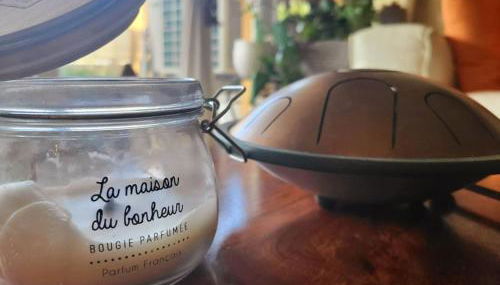 La maison
du bonheur
BOUGIE PARFUMÉE
Parfum Français